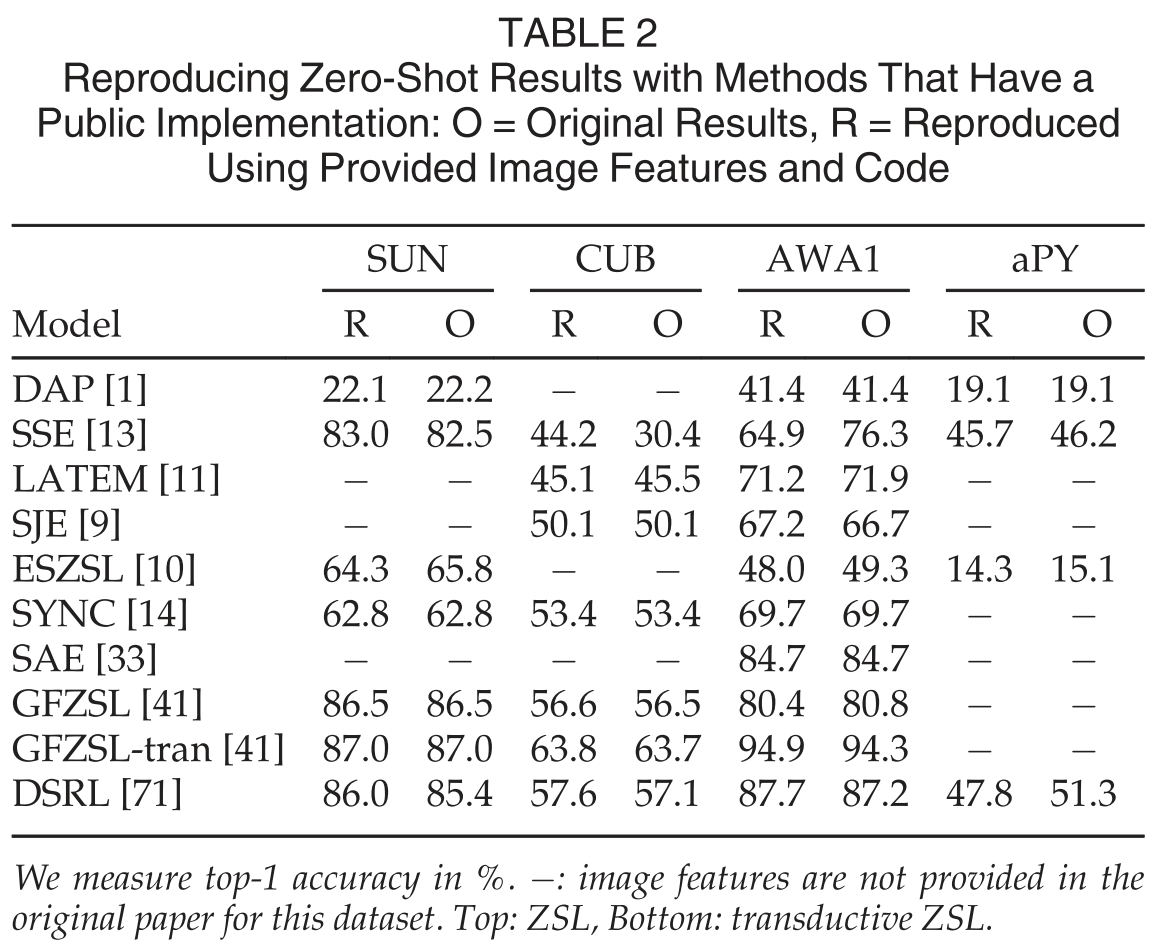 TABLE 2
Reproducing Zero-Shot Results with Methods That Have a
Public Implementation: O = Original Results, R = Reproduced
Using Provided Image Features and Code
SUN CUB AWA1 aPY
Model R O R O R O R O
DAP [1] 22.1 22.2 – – 41.4 41.4 19.1 19.1
SSE [13] 83.0 82.5 44.2 30.4 64.9 76.3 45.7 46.2
LATEM [11] – – 45.1 45.5 71.2 71.9 – –
SJE [9] – – 50.1 50.1 67.2 66.7 – –
ESZSL [10] 64.3 65.8 – – 48.0 49.3 14.3 15.1
SYNC [14] 62.8 62.8 53.4 53.4 69.7 69.7 – –
SAE [33] – – – – 84.7 84.7 – –
GFZSL [41] 86.5 86.5 56.6 56.5 80.4 80.8 – –
GFZSL-tran [41] 87.0 87.0 63.8 63.7 94.9 94.3 – –
DSRL [71] 86.0 85.4 57.6 57.1 87.7 87.2 47.8 51.3
We measure top-1 accuracy in %. –: image features are not provided in the
original paper for this dataset. Top: ZSL, Bottom: transductive ZSL.